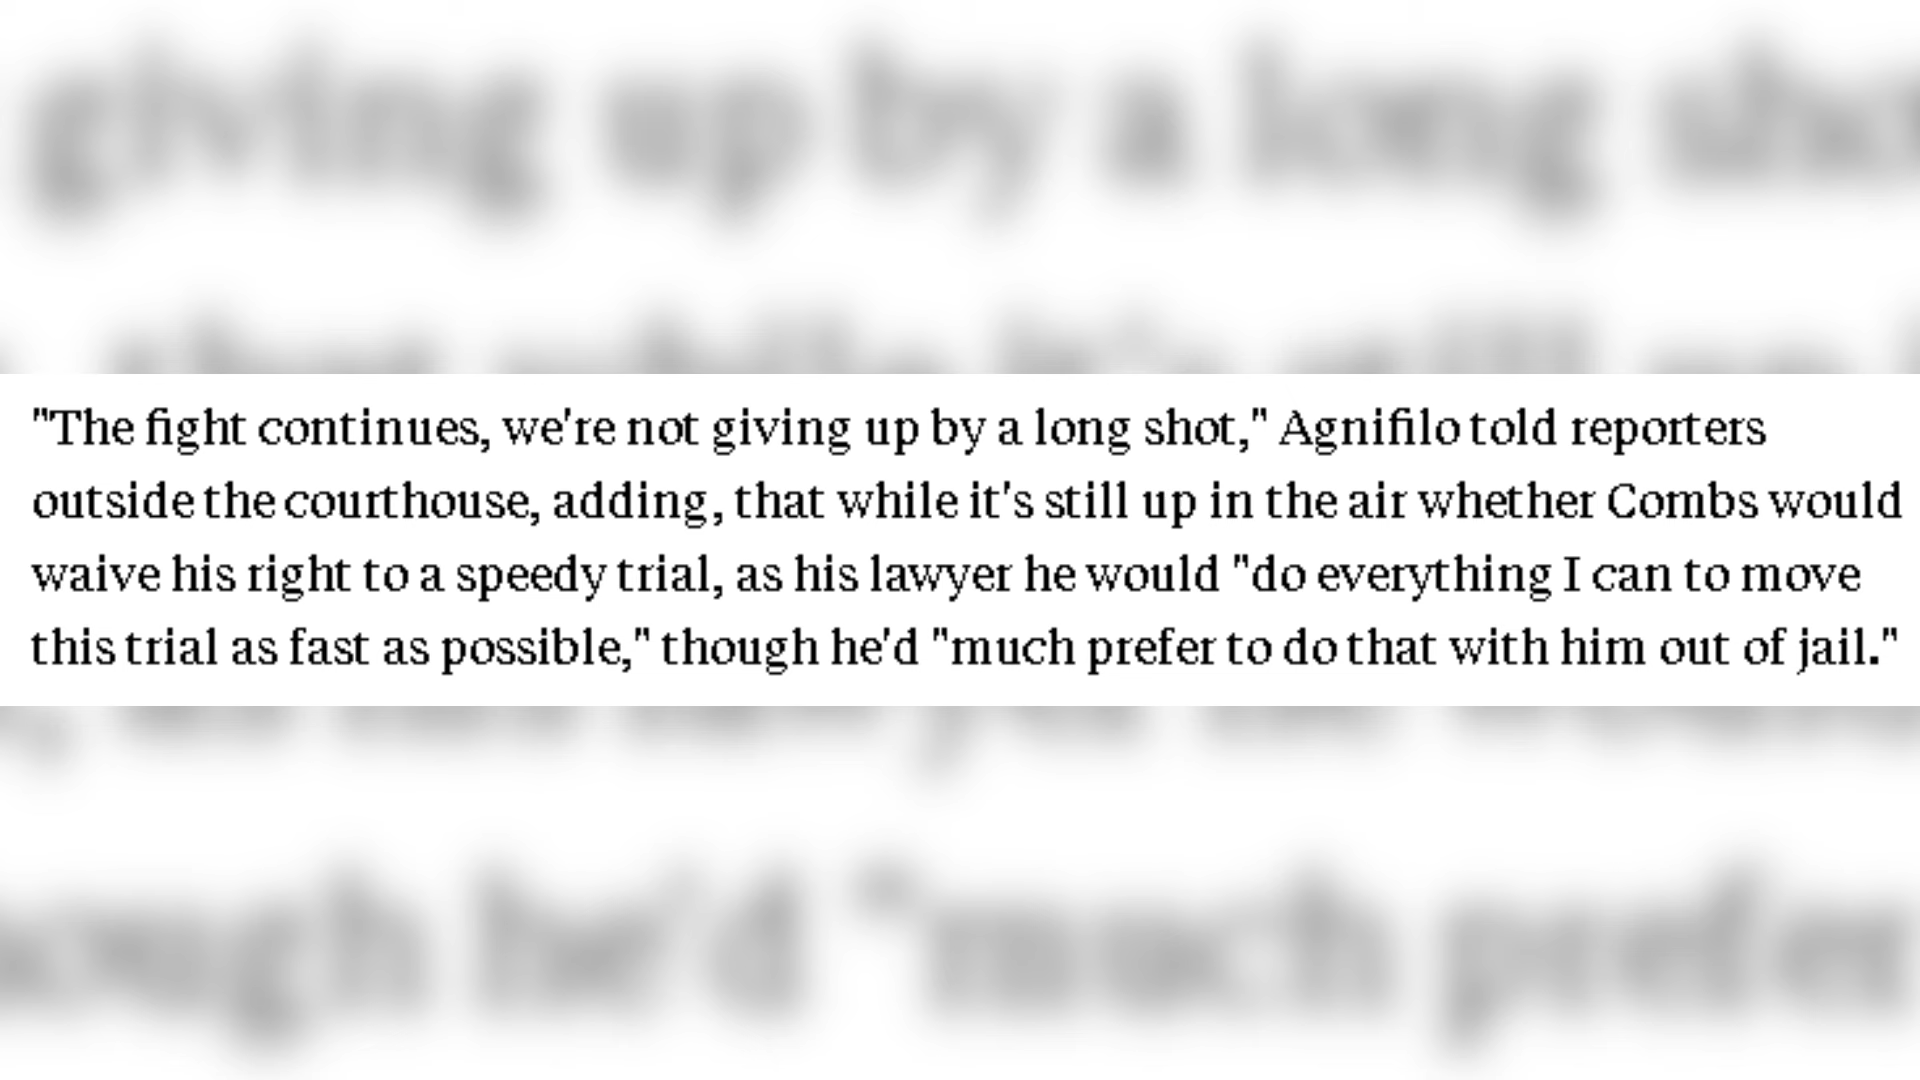 "The fight continues, we're not giving up by a long shot," Agnifilo told reporters
outside the courthouse, adding, that while it's still up in the air whether Combs would
waive his right to a speedy trial, as his lawyer he would "do everything I can to move
this trial as fast as possible," though he'd "much prefer to do that with him out of jail."